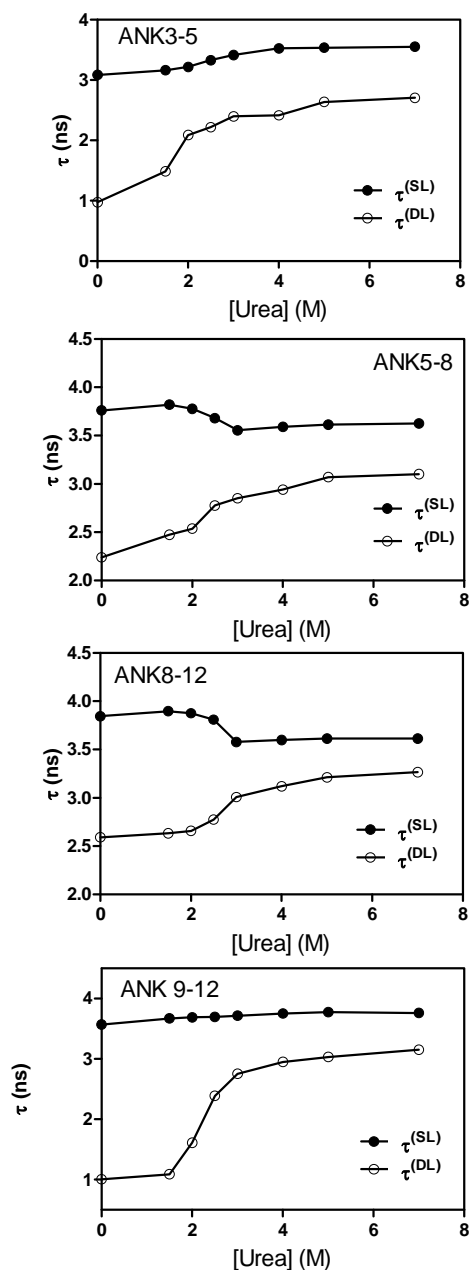 ANK3-5
4
3
2
1
0
τ (ns)
τ(SL)
τ(DL)
0 2 4 6 8
[Urea] (M)
ANK5-8
4.5
4.0
3.5
3.0
2.5
2.0
τ (ns)
τ(SL)
τ(DL)
0 2 4 6 8
[Urea] (M)
ANK8-12
4.5
4.0
3.5
3.0
2.5
2.0
τ (ns)
τ(SL)
τ(DL)
0 2 4 6 8
[Urea] (M)
ANK 9-12
4
3
2
1
τ (ns)
τ(SL)
τ(DL)
0 2 4 6 8
[Urea] (M)